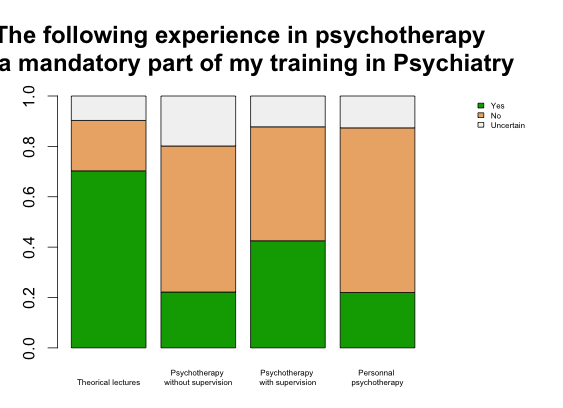 The following experience in psychotherapy
a mandatory part of my training in Psychiatry
1.0
0.8
0.6
0.4
0.2
0.0
Yes
No
Uncertain
Theorical lectures
Psychotherapy
without supervision
Psychotherapy
with supervision
Personnal
psychotherapy